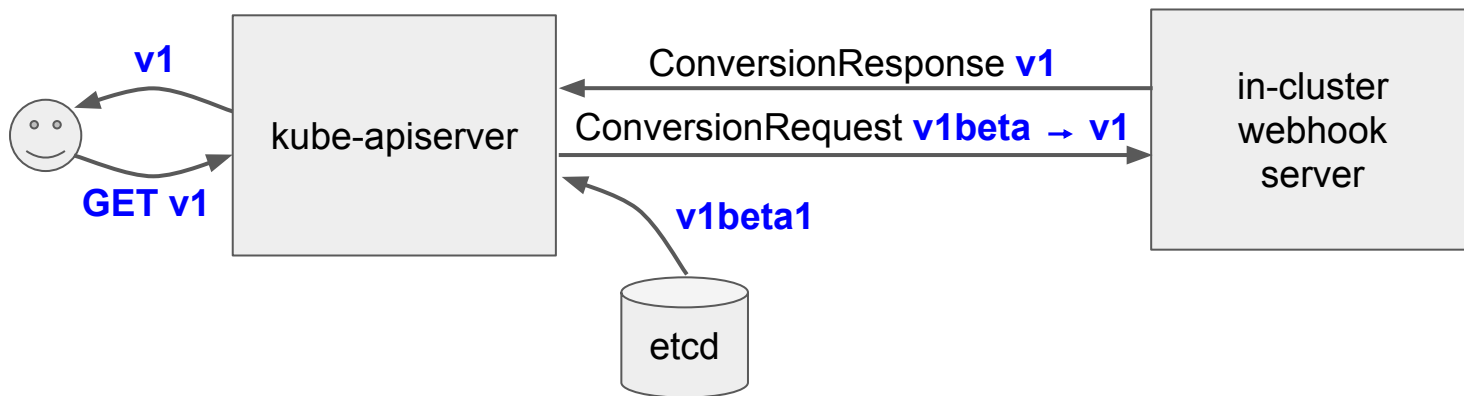 v1
GET v1
kube-apiserver
ConversionResponse v1
ConversionRequest v1beta → v1
v1beta1
etcd
in-cluster
webhook
server